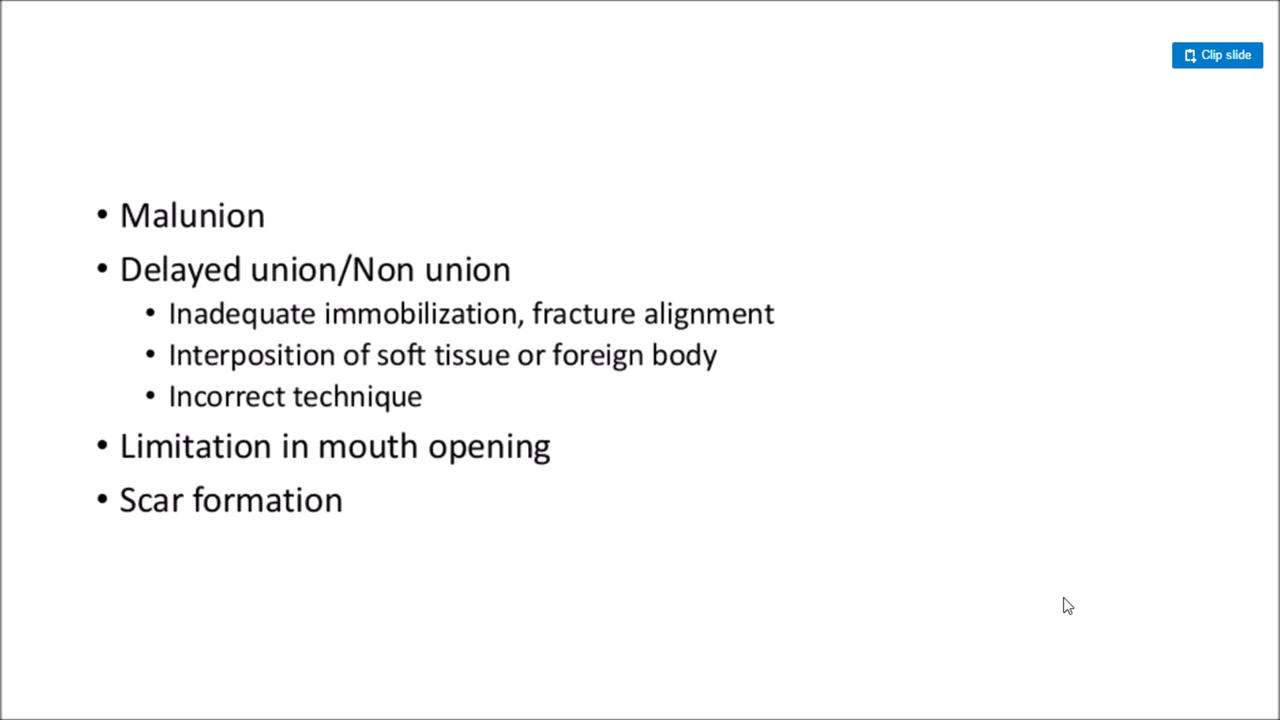 Clip slide
• Malunion
• Delayed union/Non union
• Inadequate immobilization, fracture alignment
• Interposition of soft tissue or foreign body
• Incorrect technique
• Limitation in mouth opening
• Scar formation